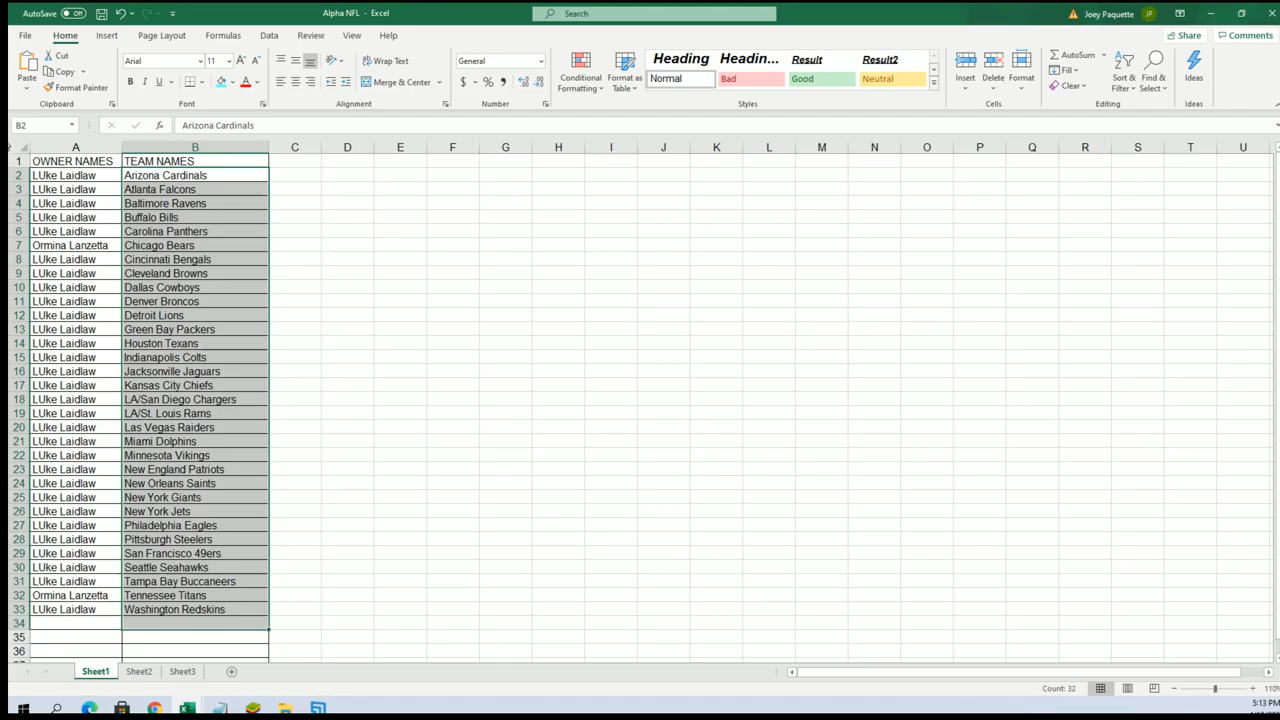 AutoSave Off Alpha NFL - Excel Search Joey Paquette JP
File Home Insert Page Layout Formulas Data Review View Help Share Comments
Paste Cut Copy Format Painter Clipboard
Arial 11 B I U Font
Wrap Text Merge & Center Alignment
General $ % Number
Conditional Formatting Format as Table
Heading Headin... Result Result2
Normal Bad Good Neutral
Styles
Insert Delete Format Cells
AutoSum Fill Clear Sort & Filter Find & Select Editing
Ideas Ideas
B2 fx Arizona Cardinals
A B C D E F G H I J K L M N O P Q R S T U
1 OWNER NAMES TEAM NAMES
2 LUke Laidlaw Arizona Cardinals
3 LUke Laidlaw Atlanta Falcons
4 LUke Laidlaw Baltimore Ravens
5 LUke Laidlaw Buffalo Bills
6 LUke Laidlaw Carolina Panthers
7 Ormina Lanzetta Chicago Bears
8 LUke Laidlaw Cincinnati Bengals
9 LUke Laidlaw Cleveland Browns
10 LUke Laidlaw Dallas Cowboys
11 LUke Laidlaw Denver Broncos
12 LUke Laidlaw Detroit Lions
13 LUke Laidlaw Green Bay Packers
14 LUke Laidlaw Houston Texans
15 LUke Laidlaw Indianapolis Colts
16 LUke Laidlaw Jacksonville Jaguars
17 LUke Laidlaw Kansas City Chiefs
18 LUke Laidlaw LA/San Diego Chargers
19 LUke Laidlaw LA/St. Louis Rams
20 LUke Laidlaw Las Vegas Raiders
21 LUke Laidlaw Miami Dolphins
22 LUke Laidlaw Minnesota Vikings
23 LUke Laidlaw New England Patriots
24 LUke Laidlaw New Orleans Saints
25 LUke Laidlaw New York Giants
26 LUke Laidlaw New York Jets
27 LUke Laidlaw Philadelphia Eagles
28 LUke Laidlaw Pittsburgh Steelers
29 LUke Laidlaw San Francisco 49ers
30 LUke Laidlaw Seattle Seahawks
31 LUke Laidlaw Tampa Bay Buccaneers
32 Ormina Lanzetta Tennessee Titans
33 LUke Laidlaw Washington Redskins
34
35
36
Sheet1 Sheet2 Sheet3
Count: 32 110%
5:13 PM